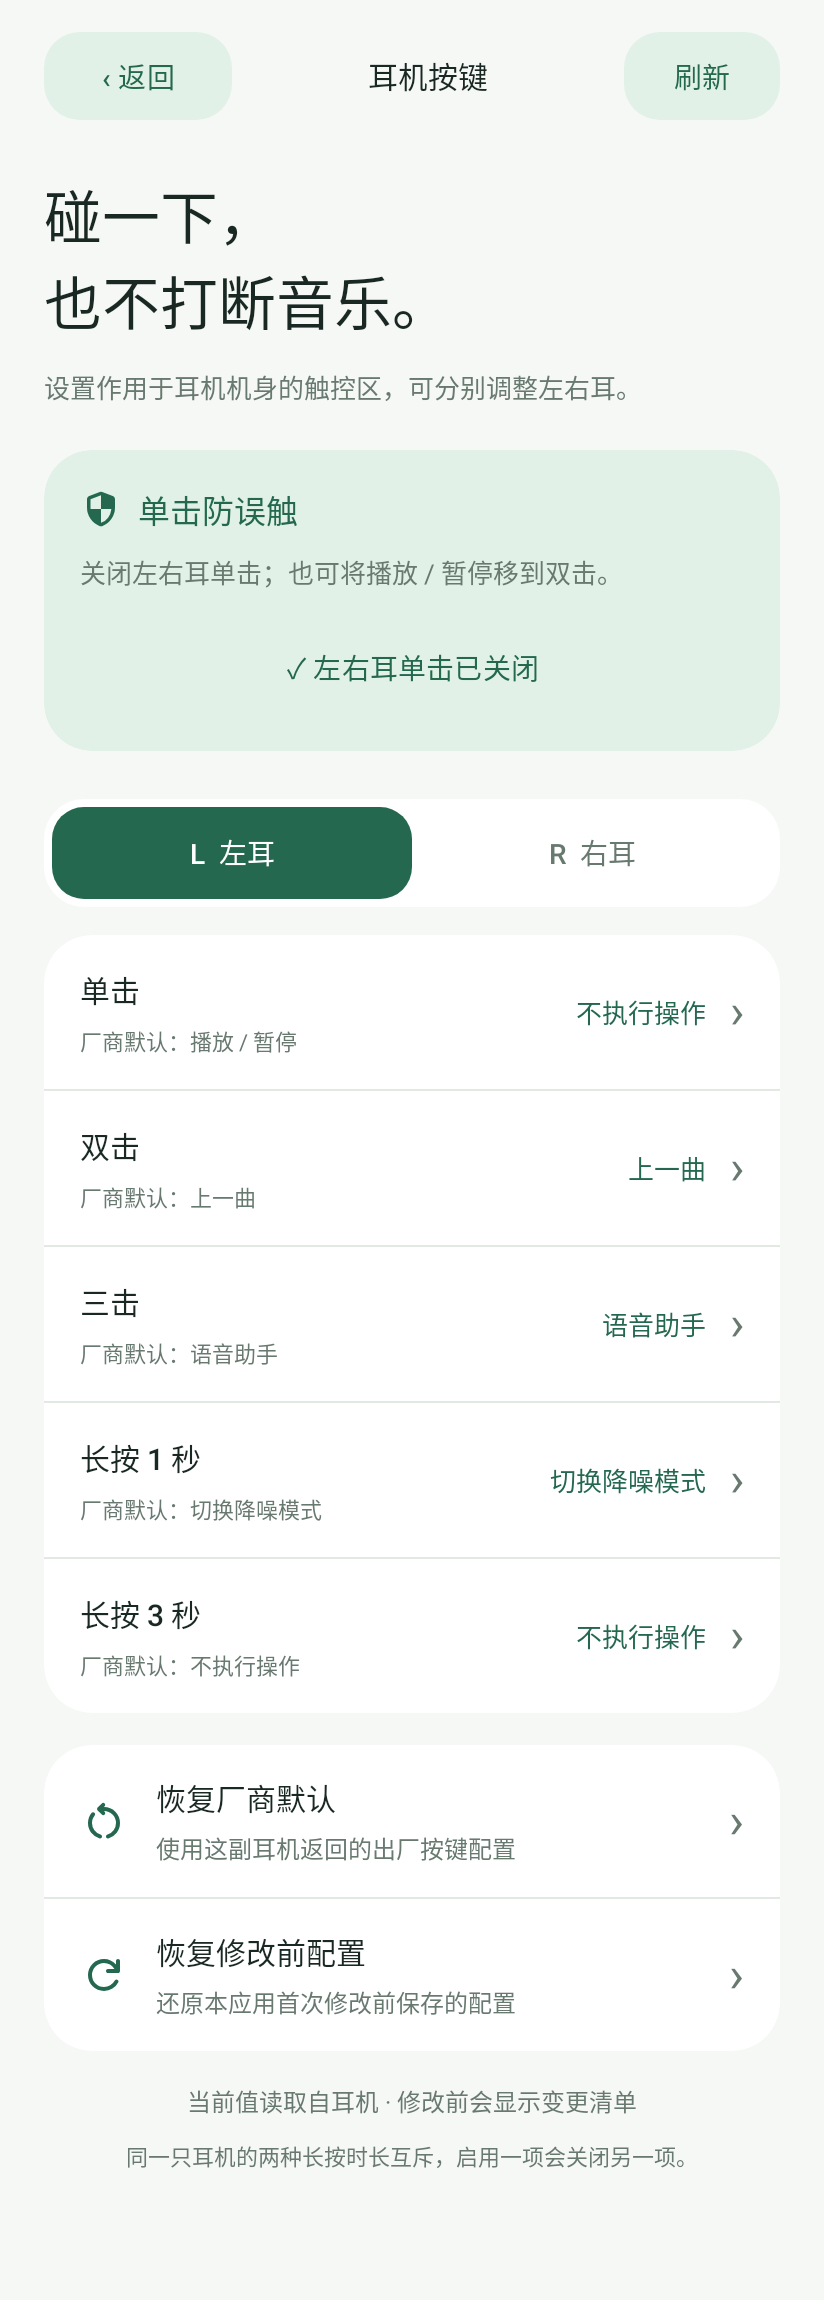 ‹ 返回
耳机按键
刷新
碰一下，
也不打断音乐。
设置作用于耳机机身的触控区，可分别调整左右耳。
单击防误触
关闭左右耳单击；也可将播放 / 暂停移到双击。
✓ 左右耳单击已关闭
L 左耳
R 右耳
单击
厂商默认：播放 / 暂停
不执行操作 ›
双击
厂商默认：上一曲
上一曲 ›
三击
厂商默认：语音助手
语音助手 ›
长按 1 秒
厂商默认：切换降噪模式
切换降噪模式 ›
长按 3 秒
厂商默认：不执行操作
不执行操作 ›
恢复厂商默认
使用这副耳机返回的出厂按键配置
›
恢复修改前配置
还原本应用首次修改前保存的配置
›
当前值读取自耳机 · 修改前会显示变更清单
同一只耳机的两种长按时长互斥，启用一项会关闭另一项。